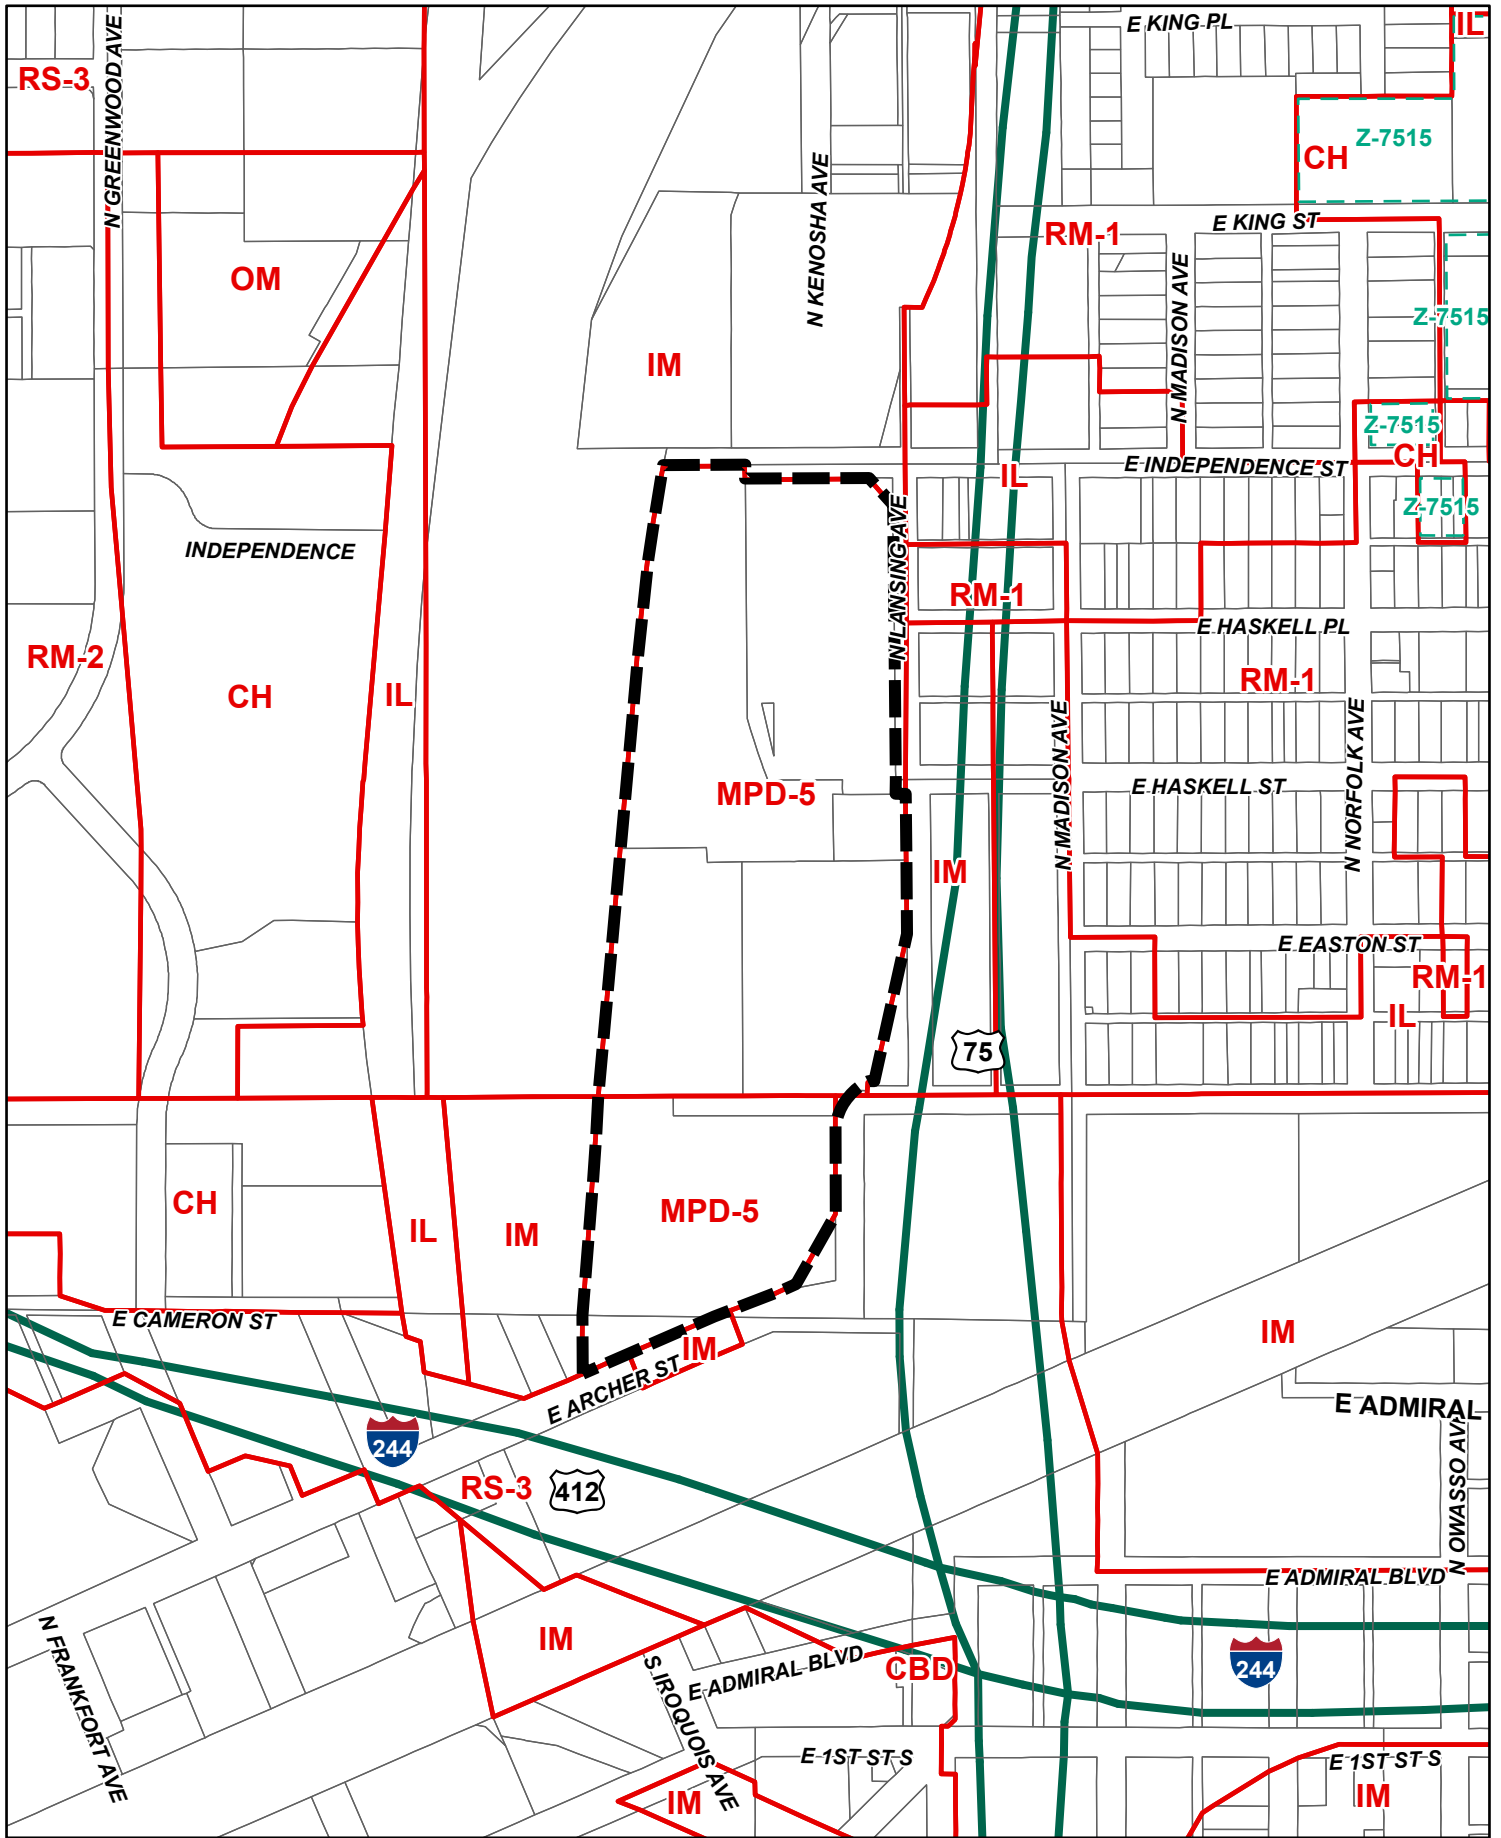 E KING PL
IL
N GREENWOOD AVE
RS-3
Z-7515
CH
N KENOSHA AVE
E KING ST
RM-1
OM
N MADISON AVE
Z-7515
IM
Z-7515
CH
E INDEPENDENCE ST
IL
Z-7515
INDEPENDENCE
N LANSING AVE
RM-1
E HASKELL PL
RM-2
RM-1
CH
IL
N MADISON AVE
N NORFOLK AVE
E HASKELL ST
MPD-5
IM
E EASTON ST
RM-1
IL
75
CH
MPD-5
IL
IM
E CAMERON ST
IM
IM
E ARCHER ST
E ADMIRAL
244
RS-3
412
N OWASSO AVE
E ADMIRAL BLVD
IM
N FRANKFORT AVE
S IROQUOIS AVE
E ADMIRAL BLVD
CBD
244
E 1ST ST S
E 1ST ST S
IM
IM